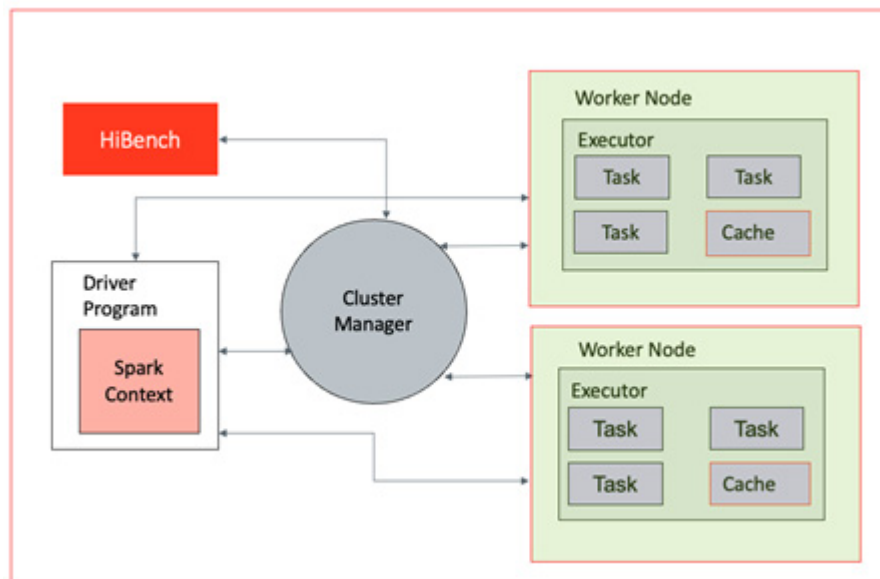 HiBench
Driver
Program
Spark
Context
Cluster
Manager
Worker Node
Executor
Task
Task
Task
Cache
Worker Node
Executor
Task
Task
Task
Cache